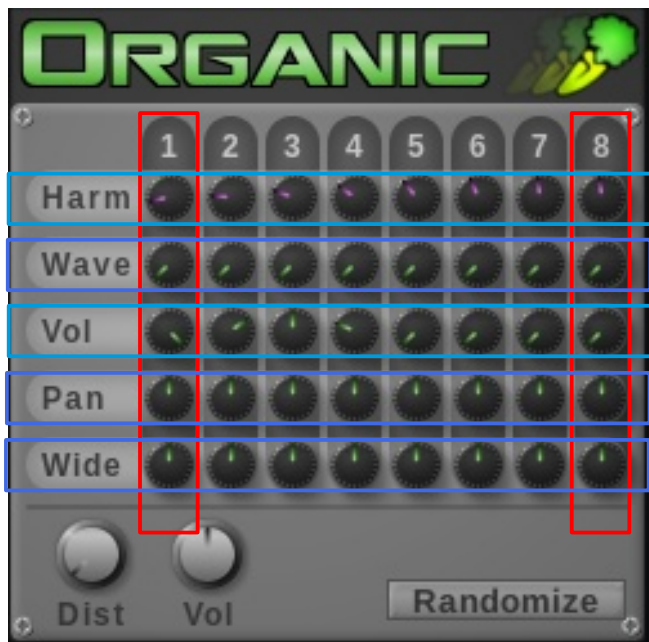 ORGANIC
1 2 3 4 5 6 7 8
Harm
Wave
Vol
Pan
Wide
Dist Vol Randomize